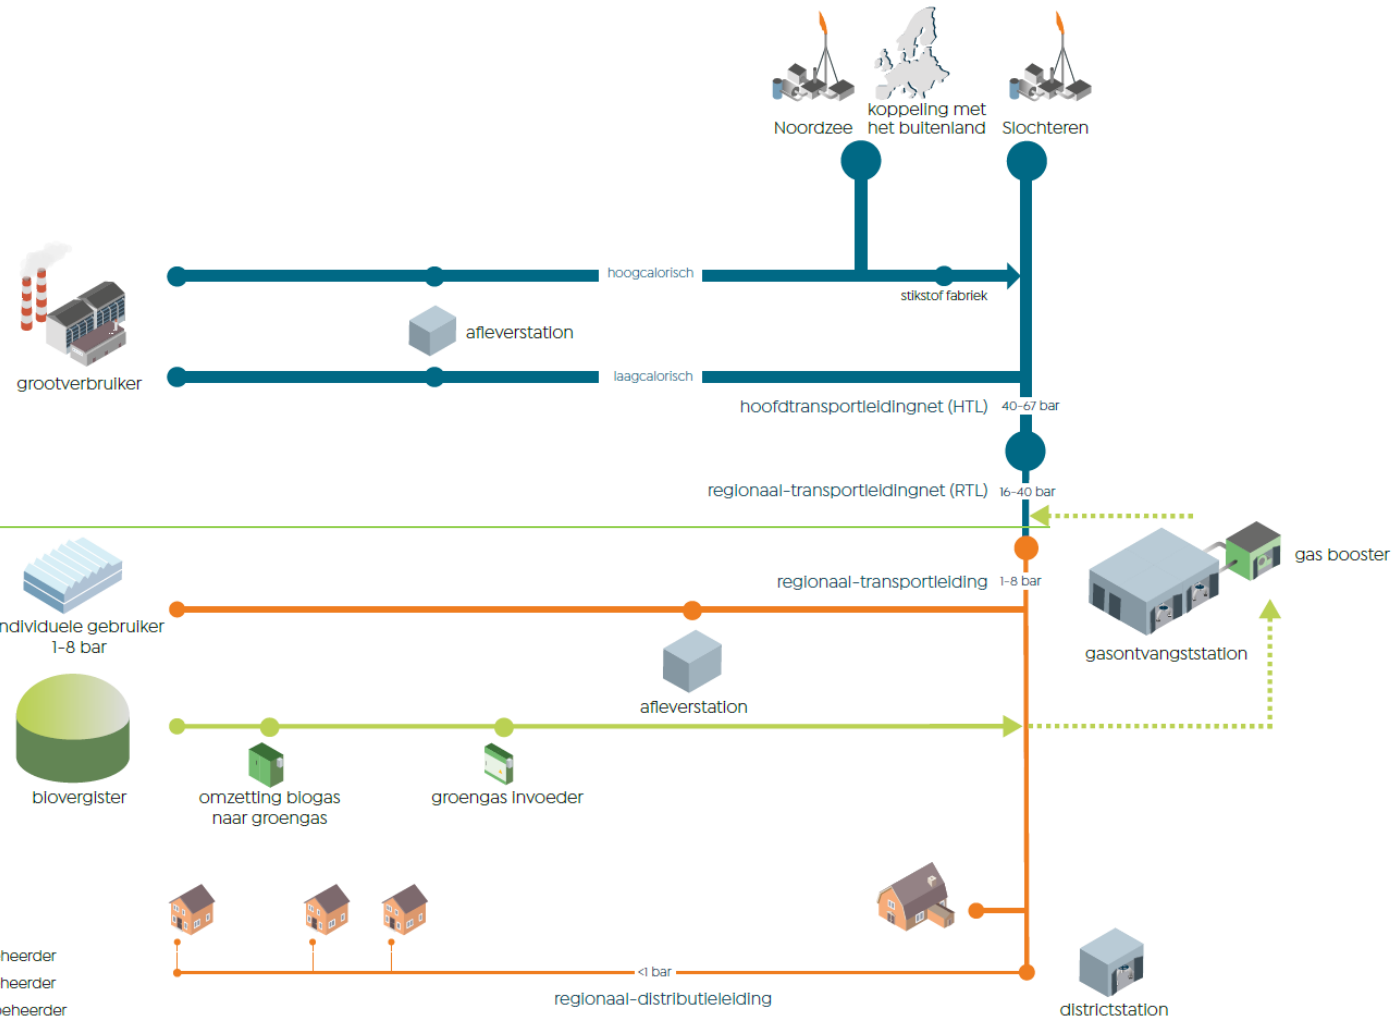 koppeling met
Noordzee het buitenland Slochteren
hoogcalorisch
stikstof fabriek
afleverstation
grootverbruiker
laagcalorisch
hoofdtransportleidingnet (HTL) 40-67 bar
regionaal-transportleidingnet (RTL) 16-40 bar
gas booster
regionaal-transportleiding 1-8 bar
ndividuele gebruiker
1-8 bar
gasontvangststation
afleverstation
biovergister
omzetting biogas
naar groengas
groengas invoeder
<1 bar
regionaal-distributieleiding
districtstation
heerder
heerder
beheerder